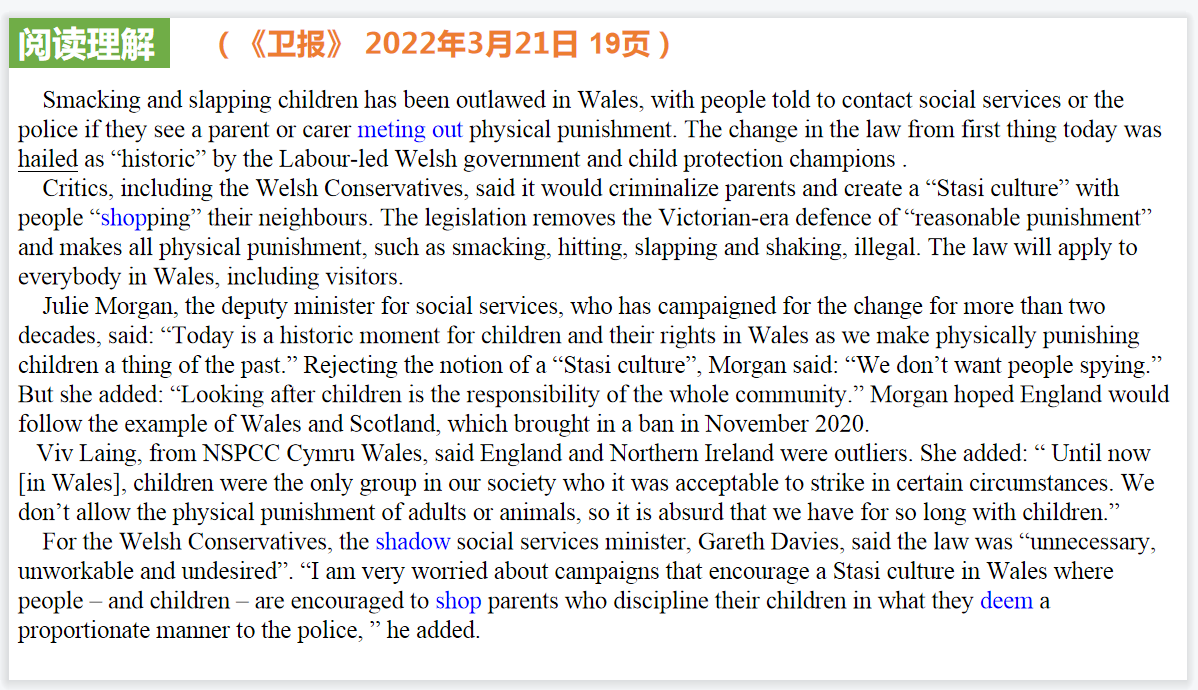 阅读理解 (《卫报》 2022年3月21日 19页)
Smacking and slapping children has been outlawed in Wales, with people told to contact social services or the
police if they see a parent or carer meting out physical punishment. The change in the law from first thing today was
hailed as “historic” by the Labour-led Welsh government and child protection champions .
Critics, including the Welsh Conservatives, said it would criminalize parents and create a “Stasi culture” with
people “shopping” their neighbours. The legislation removes the Victorian-era defence of “reasonable punishment”
and makes all physical punishment, such as smacking, hitting, slapping and shaking, illegal. The law will apply to
everybody in Wales, including visitors.
Julie Morgan, the deputy minister for social services, who has campaigned for the change for more than two
decades, said: “Today is a historic moment for children and their rights in Wales as we make physically punishing
children a thing of the past.” Rejecting the notion of a “Stasi culture”, Morgan said: “We don’t want people spying.”
But she added: “Looking after children is the responsibility of the whole community.” Morgan hoped England would
follow the example of Wales and Scotland, which brought in a ban in November 2020.
Viv Laing, from NSPCC Cymru Wales, said England and Northern Ireland were outliers. She added: “ Until now
[in Wales], children were the only group in our society who it was acceptable to strike in certain circumstances. We
don’t allow the physical punishment of adults or animals, so it is absurd that we have for so long with children.”
For the Welsh Conservatives, the shadow social services minister, Gareth Davies, said the law was “unnecessary,
unworkable and undesired”. “I am very worried about campaigns that encourage a Stasi culture in Wales where
people – and children – are encouraged to shop parents who discipline their children in what they deem a
proportionate manner to the police, ” he added.